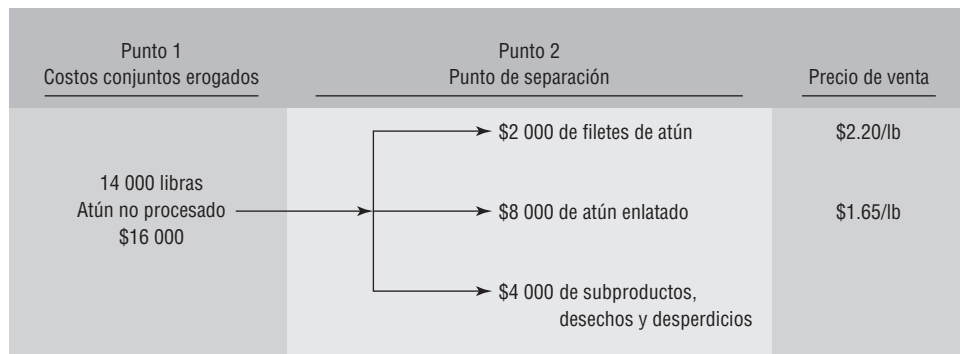 Punto 1
Costos conjuntos erogados
Punto 2
Punto de separación
Precio de venta
14 000 libras
Atún no procesado
$16 000
$2 000 de filetes de atún
$2.20/lb
$8 000 de atún enlatado
$1.65/lb
$4 000 de subproductos,
desechos y desperdicios